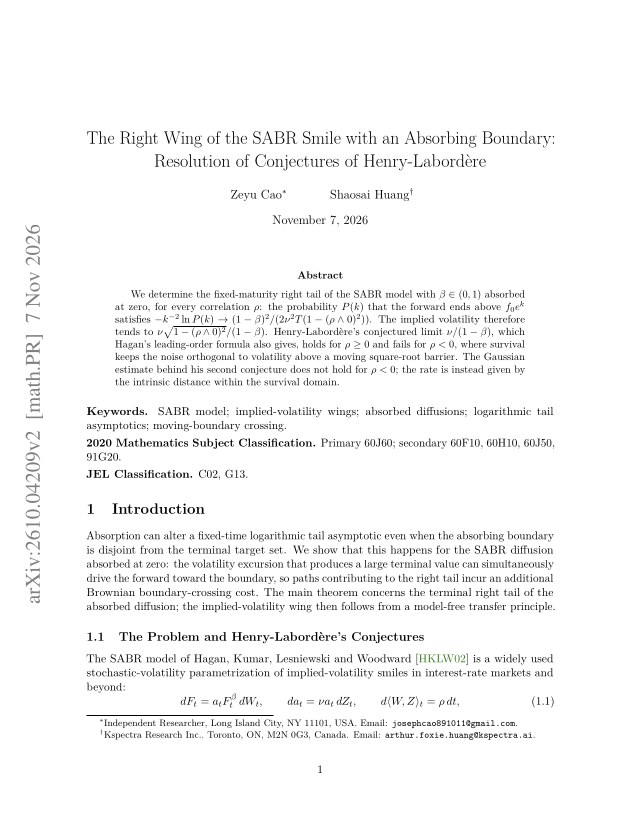 The Right Wing of the SABR Smile with an Absorbing Boundary:
Resolution of Conjectures of Henry-Labordère
Zeyu Cao* Shaosai Huang†
November 7, 2026
Abstract
We determine the fixed-maturity right tail of the SABR model with β ∈ (0, 1) absorbed
at zero, for every correlation ρ: the probability P(k) that the forward ends above f₀eᵏ
satisfies −k⁻² ln P(k) → (1 − β)²/(2ν²T(1 − (ρ ∧ 0)²)). The implied volatility therefore
tends to ν√(1 − (ρ ∧ 0)²)/(1 − β). Henry-Labordère's conjectured limit ν/(1 − β), which
Hagan's leading-order formula also gives, holds for ρ ≥ 0 and fails for ρ < 0, where survival
keeps the noise orthogonal to volatility above a moving square-root barrier. The Gaussian
estimate behind his second conjecture does not hold for ρ < 0; the rate is instead given by
the intrinsic distance within the survival domain.
Keywords. SABR model; implied-volatility wings; absorbed diffusions; logarithmic tail
asymptotics; moving-boundary crossing.
2020 Mathematics Subject Classification. Primary 60J60; secondary 60F10, 60H10, 60J50,
91G20.
JEL Classification. C02, G13.
1 Introduction
Absorption can alter a fixed-time logarithmic tail asymptotic even when the absorbing boundary
is disjoint from the terminal target set. We show that this happens for the SABR diffusion
absorbed at zero: the volatility excursion that produces a large terminal value can simultaneously
drive the forward toward the boundary, so paths contributing to the right tail incur an additional
Brownian boundary-crossing cost. The main theorem concerns the terminal right tail of the
absorbed diffusion; the implied-volatility wing then follows from a model-free transfer principle.
1.1 The Problem and Henry-Labordère's Conjectures
The SABR model of Hagan, Kumar, Lesniewski and Woodward [HKLW02] is a widely used
stochastic-volatility parametrization of implied-volatility smiles in interest-rate markets and
beyond:
dFₜ = aₜFₜ^β dWₜ, daₜ = νaₜ dZₜ, d⟨W, Z⟩ₜ = ρ dt, (1.1)
*Independent Researcher, Long Island City, NY 11101, USA. Email: josephcao891011@gmail.com.
†Kspectra Research Inc., Toronto, ON, M2N 0G3, Canada. Email: arthur.foxie.huang@kspectra.ai.
1
arXiv:2610.04209v2 [math.PR] 7 Nov 2026